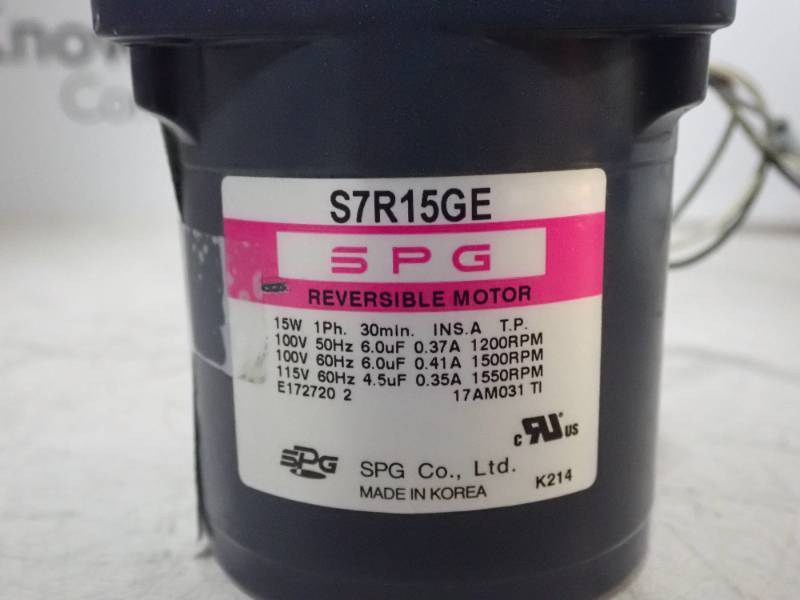 S7R15GE
SPG
REVERSIBLE MOTOR
15W 1Ph. 30min. INS.A T.P.
100V 50Hz 6.0uF 0.37A 1200RPM
100V 60Hz 6.0uF 0.41A 1500RPM
115V 60Hz 4.5uF 0.35A 1550RPM
E172720 2 17AM031 TI
c RU® US
SPG SPG Co., Ltd.
MADE IN KOREA K214